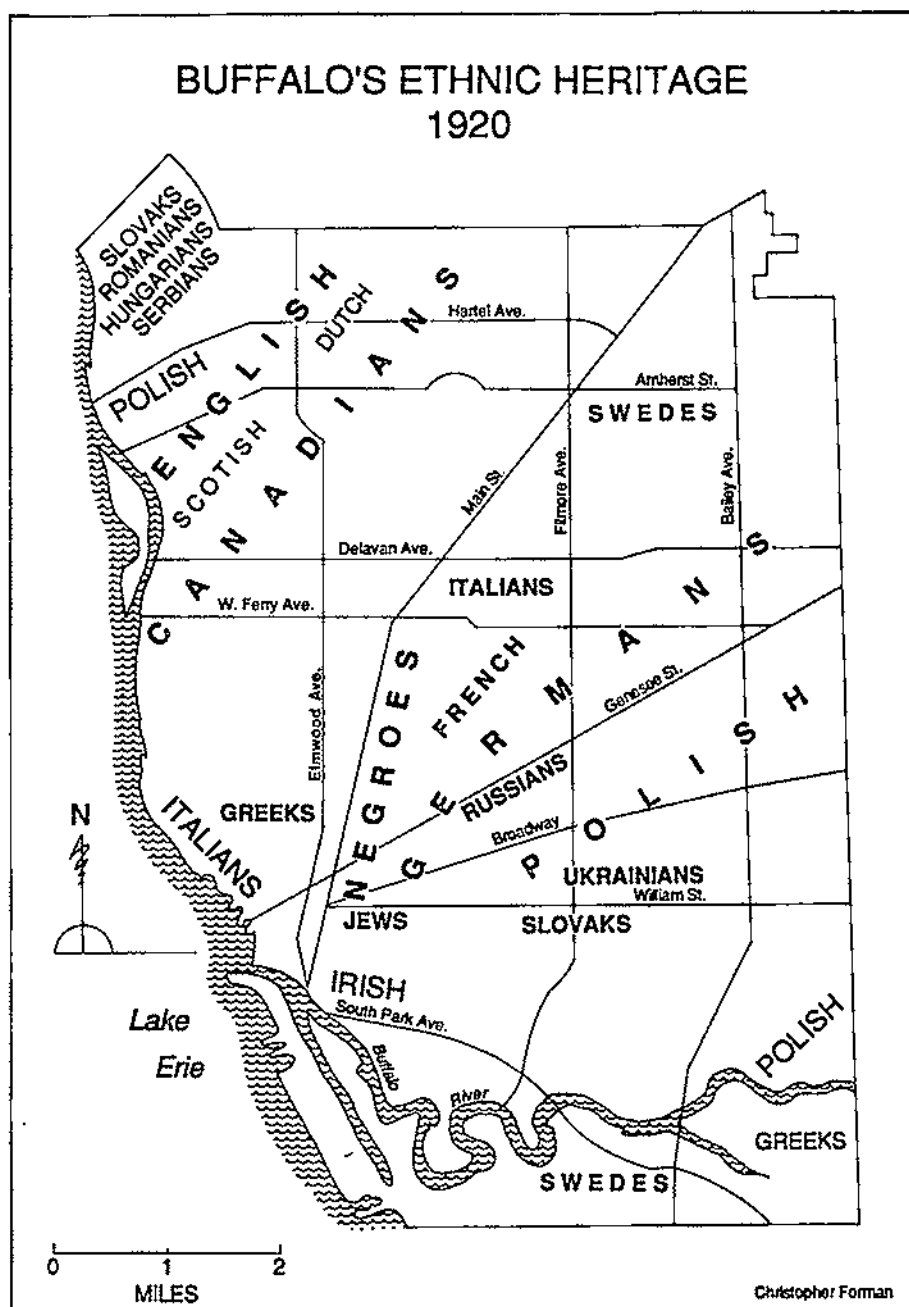 BUFFALO'S ETHNIC HERITAGE
1920
SLOVAKS
ROMANIANS
HUNGARIANS
SERBIANS
ENGLISH
DUTCH
CANADIANS
Hartel Ave.
POLISH
Amherst St.
SWEDES
SCOTISH
Main St.
Filmore Ave.
Bailey Ave.
Delavan Ave.
ITALIANS
GERMANS
W. Ferry Ave.
NEGROES
FRENCH
Genesee St.
Elmwood Ave.
POLISH
RUSSIANS
ITALIANS
GREEKS
N
Broadway
UKRAINIANS
William St.
JEWS
SLOVAKS
IRISH
South Park Ave.
Lake
Erie
Buffalo
River
POLISH
GREEKS
SWEDES
0 1 2
MILES
Christopher Forman